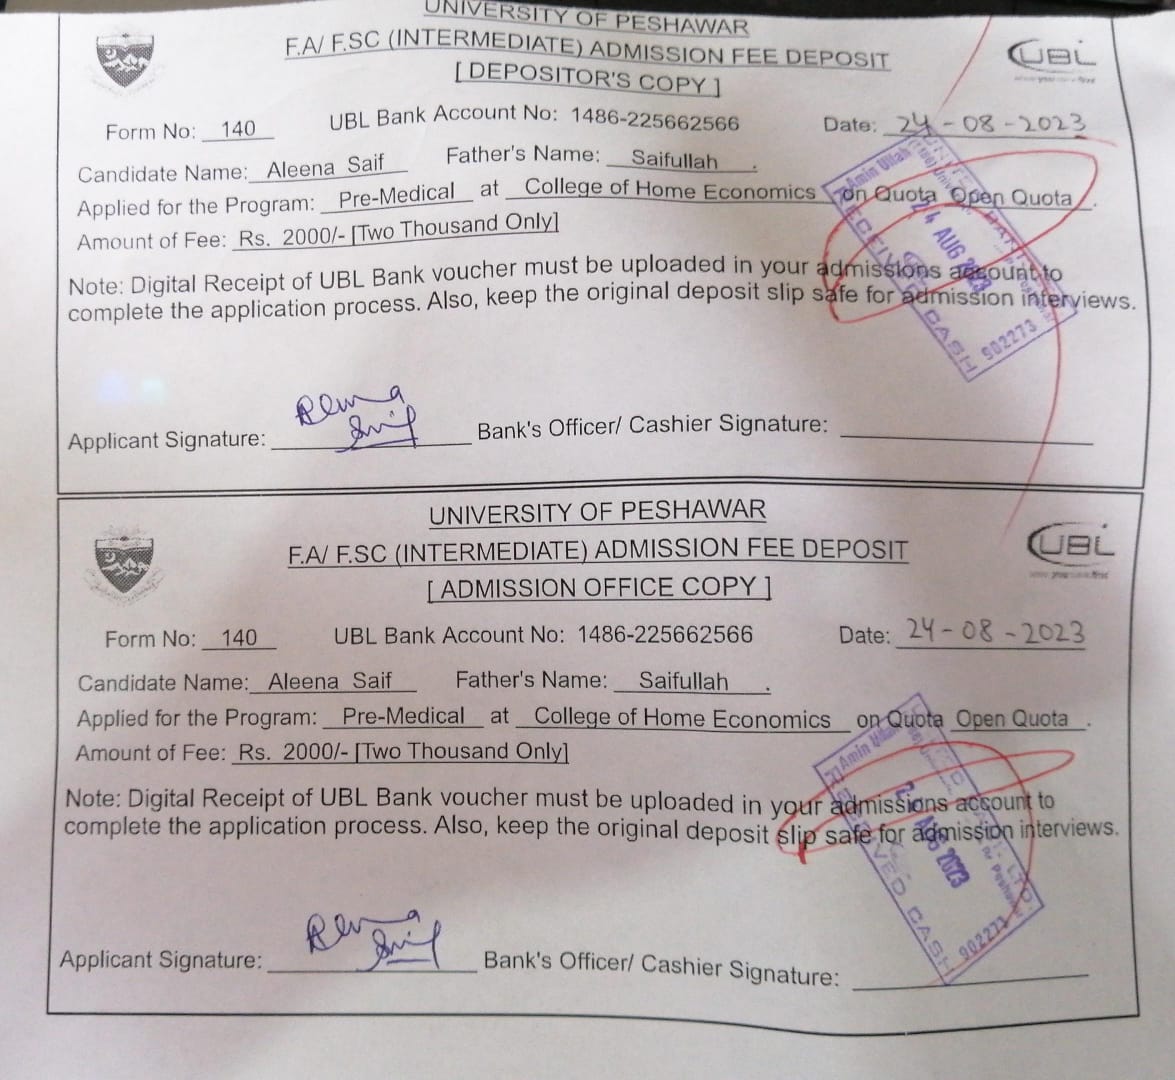 UNIVERSITY OF PESHAWAR
F.A/ F.SC (INTERMEDIATE) ADMISSION FEE DEPOSIT
[ DEPOSITOR'S COPY ]
UBL
Form No: 140 UBL Bank Account No: 1486-225662566 Date: 24-08-2023
Candidate Name: Aleena Saif Father's Name: Saifullah .
Applied for the Program: Pre-Medical at College of Home Economics on Quota Open Quota .
Amount of Fee: Rs. 2000/- [Two Thousand Only]
Note: Digital Receipt of UBL Bank voucher must be uploaded in your admissions account to
complete the application process. Also, keep the original deposit slip safe for admission interviews.
Amin Ullah
24 AUG 2023
RECEIVED CASH
902273
Applicant Signature: Bank's Officer/ Cashier Signature:
UNIVERSITY OF PESHAWAR
F.A/ F.SC (INTERMEDIATE) ADMISSION FEE DEPOSIT
[ ADMISSION OFFICE COPY ]
UBL
Form No: 140 UBL Bank Account No: 1486-225662566 Date: 24-08-2023
Candidate Name: Aleena Saif Father's Name: Saifullah .
Applied for the Program: Pre-Medical at College of Home Economics on Quota Open Quota .
Amount of Fee: Rs. 2000/- [Two Thousand Only]
Note: Digital Receipt of UBL Bank voucher must be uploaded in your admissions account to
complete the application process. Also, keep the original deposit slip safe for admission interviews.
Amin Ullah
AUG 2023
RECEIVED CASH
902273
Applicant Signature: Bank's Officer/ Cashier Signature: